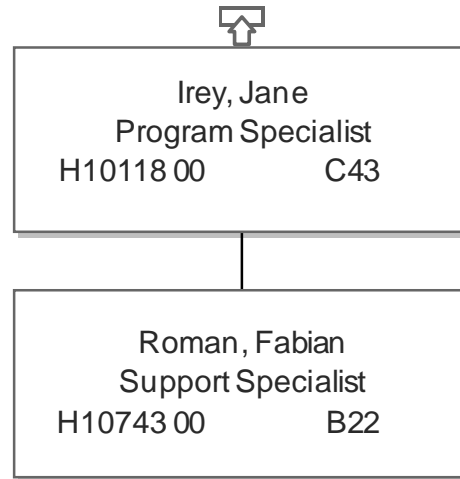 Irey, Jane
Program Specialist
H10118 00 C43
Roman, Fabian
Support Specialist
H10743 00 B22